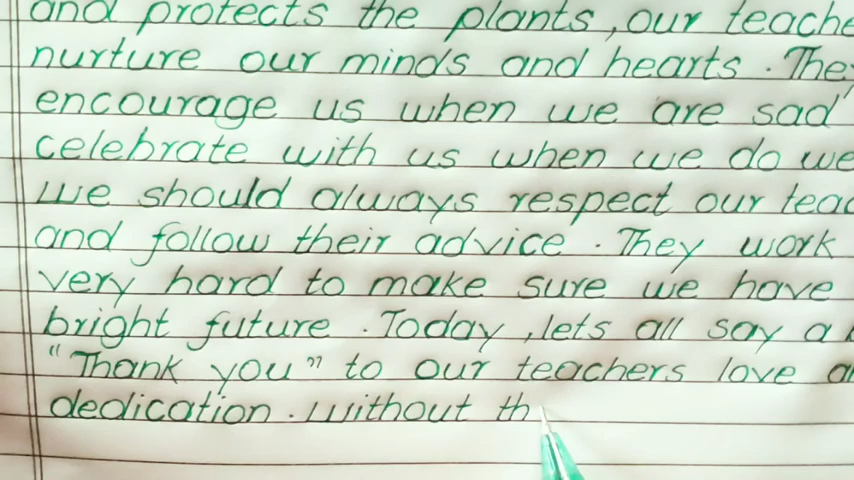 and protects the plants, our teache
nurture our minds and hearts. They
encourage us when we are sad
celebrate with us when we do we
we should always respect our teac
and follow their advice. They work
very hard to make sure we have
bright future. Today, lets all say a
"Thank you" to our teachers love a
dedication. without th